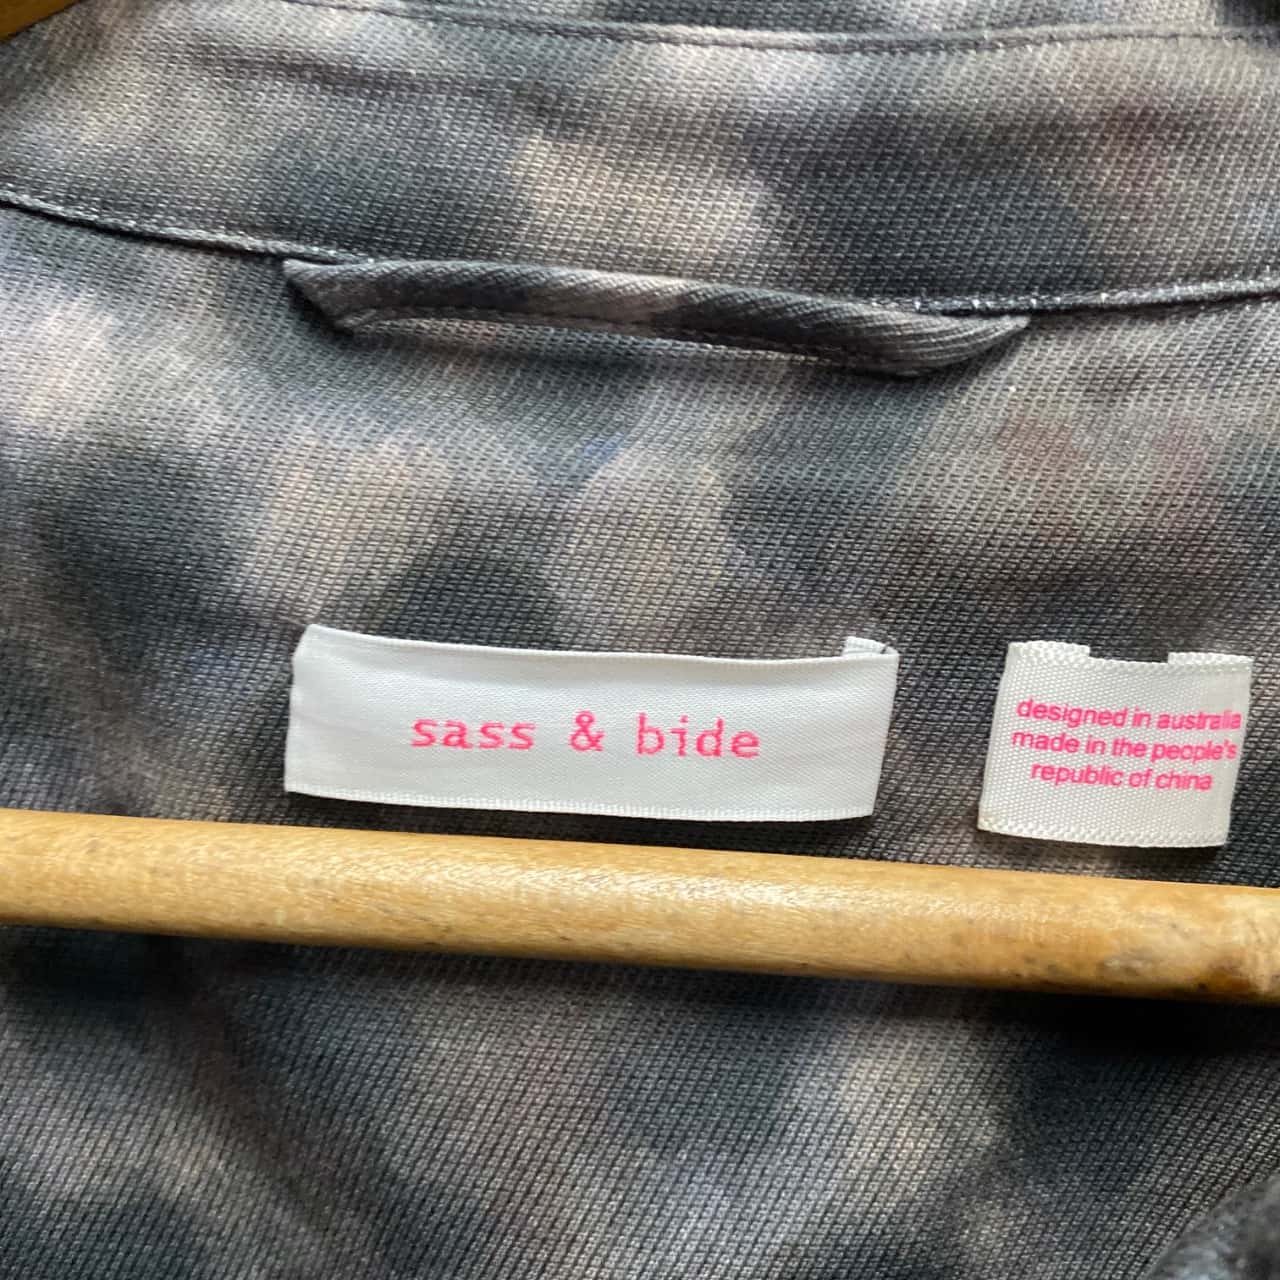 sass & bide
designed in australia
made in the people's
republic of china